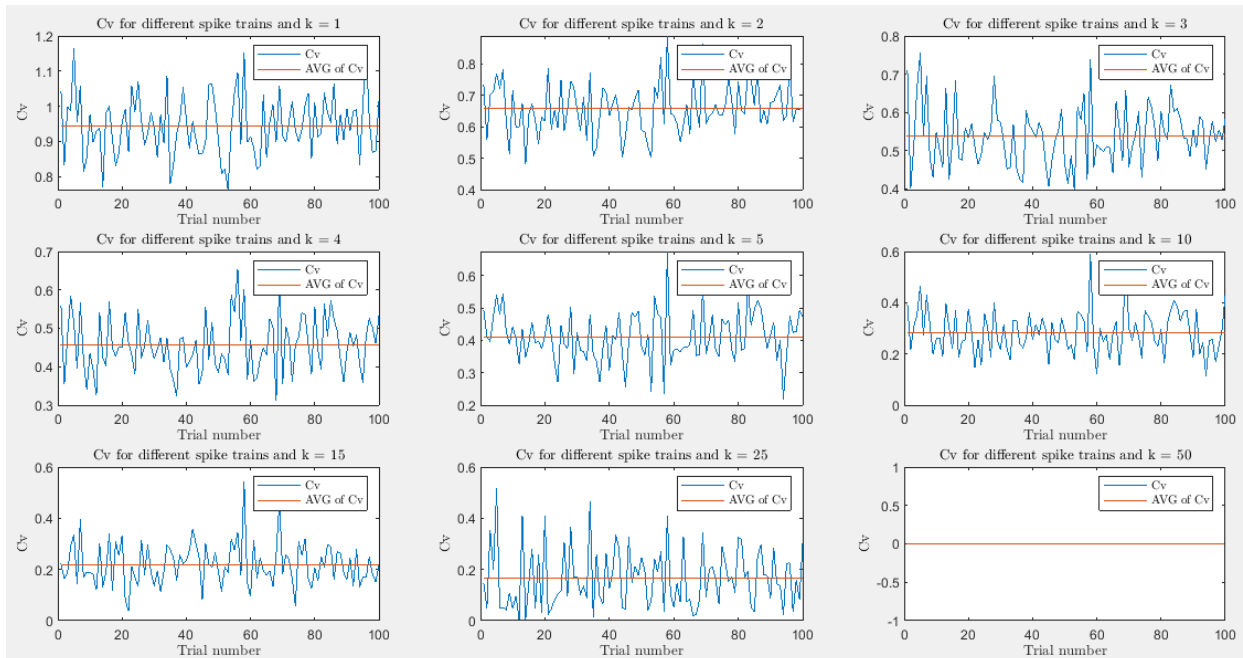 Cv for different spike trains and k = 1
1.2
1.1
1
0.9
0.8
Cv
0 20 40 60 80 100
Trial number
Cv
AVG of Cv
Cv for different spike trains and k = 2
0.8
0.7
0.6
0.5
0.4
Cv
0 20 40 60 80 100
Trial number
Cv
AVG of Cv
Cv for different spike trains and k = 3
0.8
0.7
0.6
0.5
0.4
Cv
0 20 40 60 80 100
Trial number
Cv
AVG of Cv
Cv for different spike trains and k = 4
0.7
0.6
0.5
0.4
0.3
Cv
0 20 40 60 80 100
Trial number
Cv
AVG of Cv
Cv for different spike trains and k = 5
0.6
0.5
0.4
0.3
0.2
Cv
0 20 40 60 80 100
Trial number
Cv
AVG of Cv
Cv for different spike trains and k = 10
0.6
0.4
0.2
0
Cv
0 20 40 60 80 100
Trial number
Cv
AVG of Cv
Cv for different spike trains and k = 15
0.6
0.4
0.2
0
Cv
0 20 40 60 80 100
Trial number
Cv
AVG of Cv
Cv for different spike trains and k = 25
0.6
0.4
0.2
0
Cv
0 20 40 60 80 100
Trial number
Cv
AVG of Cv
Cv for different spike trains and k = 50
1
0.5
0
-0.5
-1
Cv
0 20 40 60 80 100
Trial number
Cv
AVG of Cv